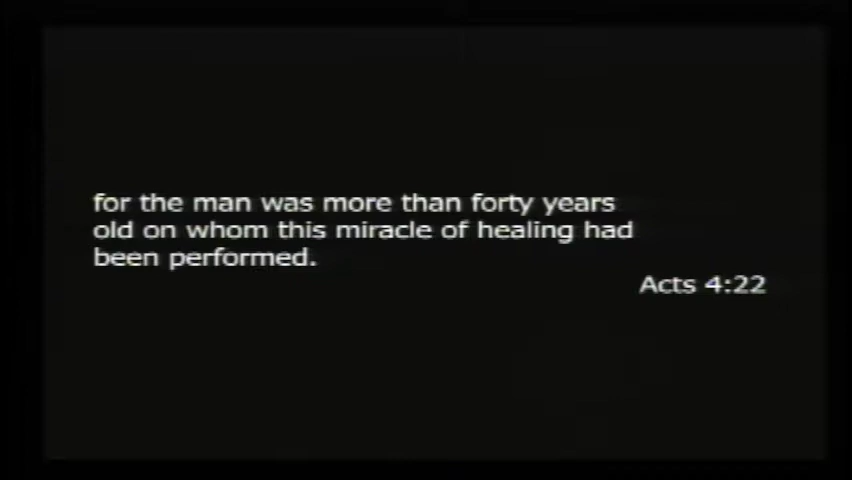 for the man was more than forty years
old on whom this miracle of healing had
been performed.
Acts 4:22